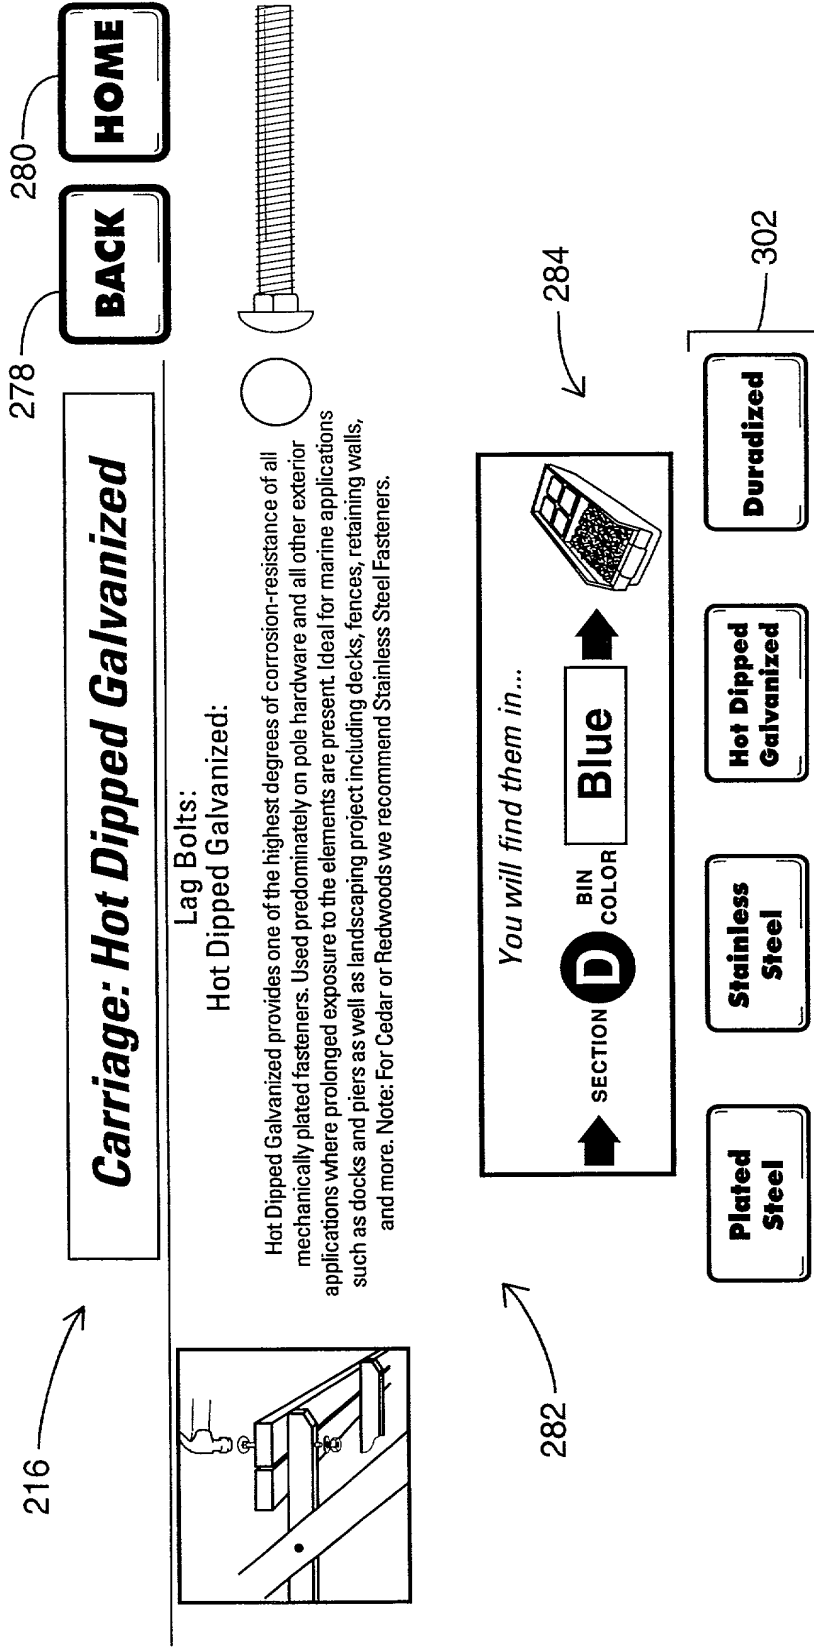 216
278
280
Carriage: Hot Dipped Galvanized
BACK
HOME
Lag Bolts:
Hot Dipped Galvanized:
Hot Dipped Galvanized provides one of the highest degrees of corrosion-resistance of all
mechanically plated fasteners. Used predominately on pole hardware and all other exterior
applications where prolonged exposure to the elements are present. Ideal for marine applications
such as docks and piers as well as landscaping project including decks, fences, retaining walls,
and more. Note: For Cedar or Redwoods we recommend Stainless Steel Fasteners.
282
284
You will find them in...
SECTION D BIN
COLOR Blue
302
Plated
Steel
Stainless
Steel
Hot Dipped
Galvanized
Duradized